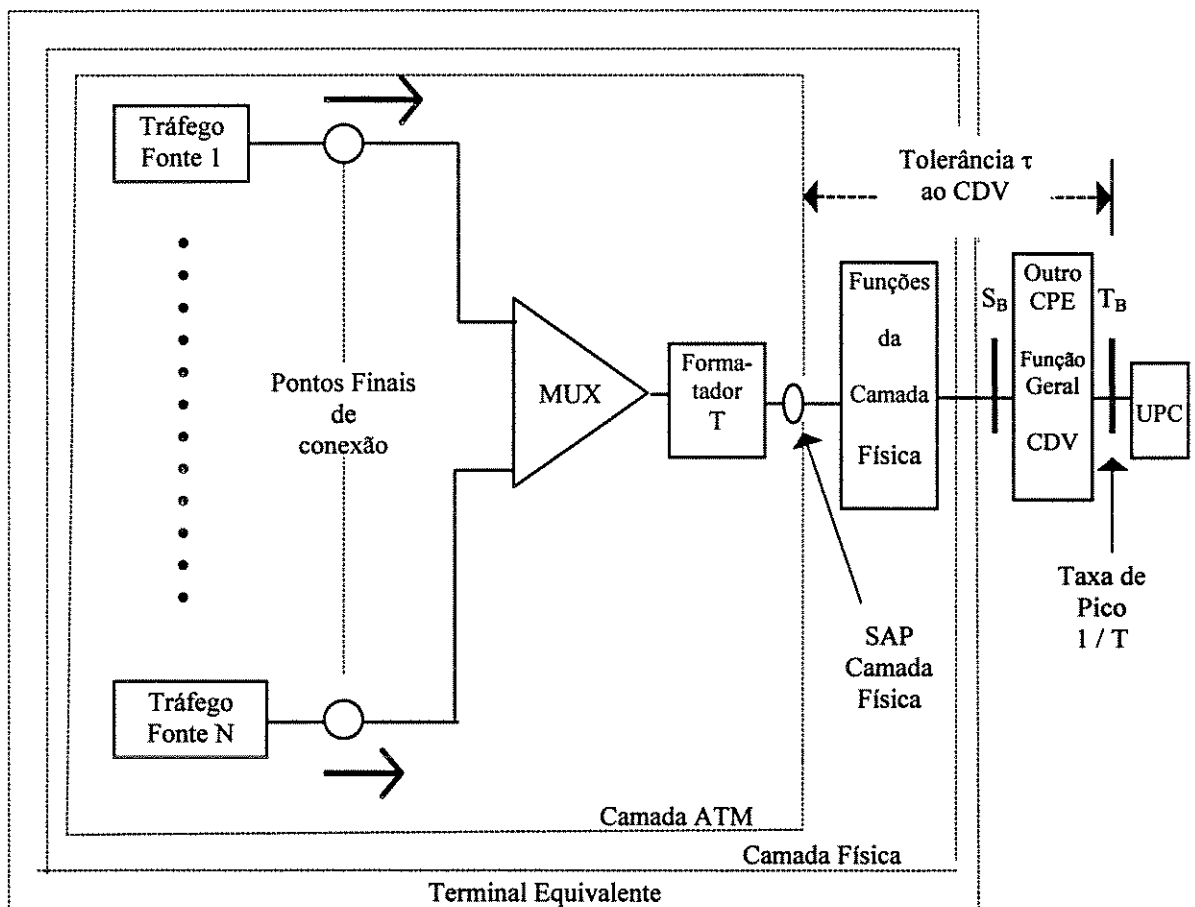 Tráfego
Fonte 1
Pontos Finais
de
conexão
Tráfego
Fonte N
MUX
Forma-
tador
T
Tolerância τ
ao CDV
Funções
da
Camada
Física
S_B
Outro
CPE
Função
Geral
CDV
T_B
UPC
SAP
Camada
Física
Taxa de
Pico
1 / T
Camada ATM
Camada Física
Terminal Equivalente